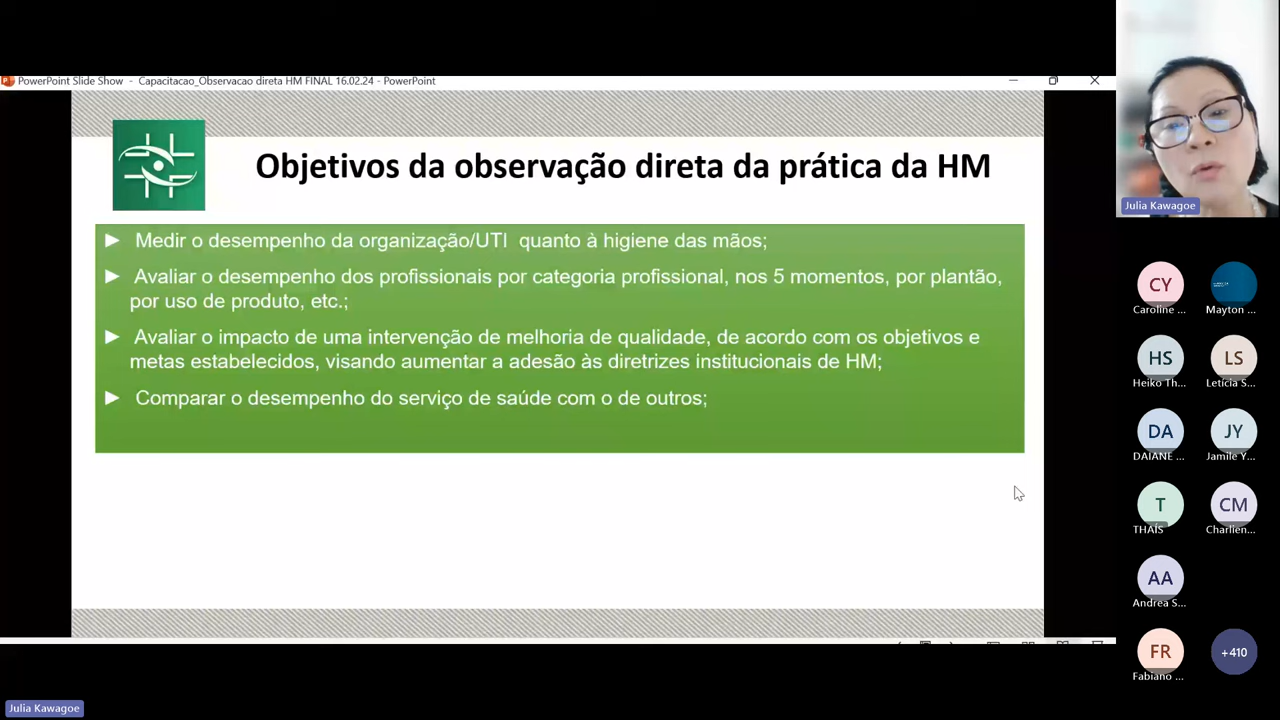 PowerPoint Slide Show - Capacitacao_Observacao direta HM FINAL 16.02.24 - PowerPoint
Objetivos da observação direta da prática da HM
► Medir o desempenho da organização/UTI quanto à higiene das mãos;
► Avaliar o desempenho dos profissionais por categoria profissional, nos 5 momentos, por plantão,
por uso de produto, etc.;
► Avaliar o impacto de uma intervenção de melhoria de qualidade, de acordo com os objetivos e
metas estabelecidos, visando aumentar a adesão às diretrizes institucionais de HM;
► Comparar o desempenho do serviço de saúde com o de outros;
Julia Kawagoe
CY
Caroline ...
Mayton ...
HS
Heiko Th...
LS
Letícia S...
DA
DAIANE ...
JY
Jamile Y...
T
THAÍS
CM
Charlien...
AA
Andrea S...
FR
Fabiano ...
+410
Julia Kawagoe